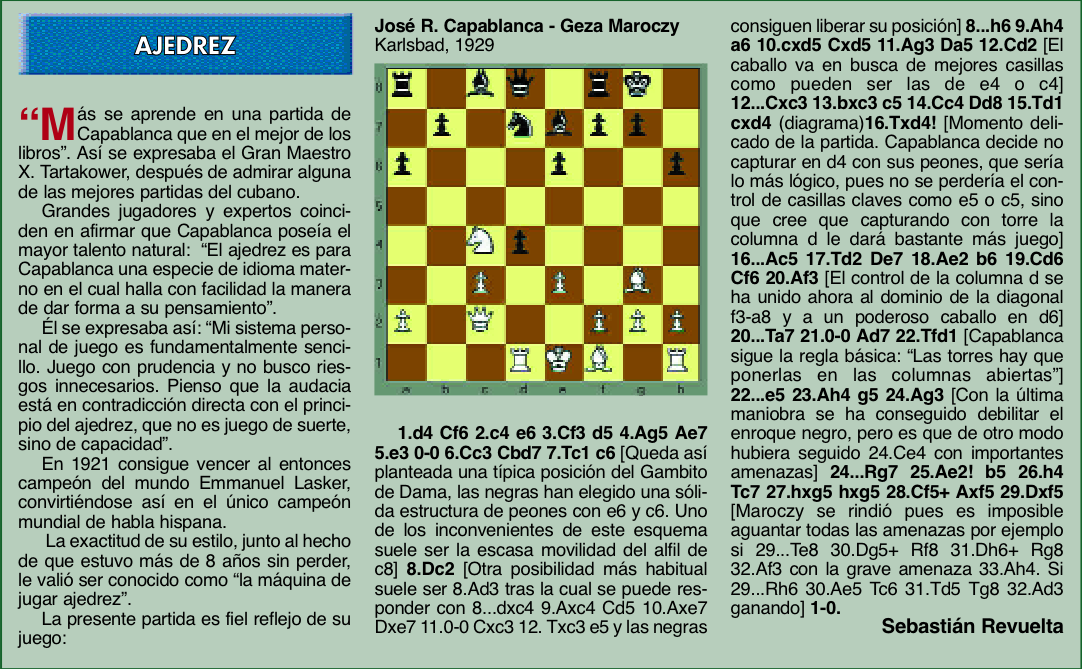 AJEDREZ
“Más se aprende en una partida de
Capablanca que en el mejor de los
libros”. Así se expresaba el Gran Maestro
X. Tartakower, después de admirar alguna
de las mejores partidas del cubano.
Grandes jugadores y expertos coinci-
den en afirmar que Capablanca poseía el
mayor talento natural: “El ajedrez es para
Capablanca una especie de idioma mater-
no en el cual halla con facilidad la manera
de dar forma a su pensamiento”.
Él se expresaba así: “Mi sistema perso-
nal de juego es fundamentalmente senci-
llo. Juego con prudencia y no busco ries-
gos innecesarios. Pienso que la audacia
está en contradicción directa con el princi-
pio del ajedrez, que no es juego de suerte,
sino de capacidad”.
En 1921 consigue vencer al entonces
campeón del mundo Emmanuel Lasker,
convirtiéndose así en el único campeón
mundial de habla hispana.
La exactitud de su estilo, junto al hecho
de que estuvo más de 8 años sin perder,
le valió ser conocido como “la máquina de
jugar ajedrez”.
La presente partida es fiel reflejo de su
juego:
José R. Capablanca - Geza Maroczy
Karlsbad, 1929
8
7
6
5
4
3
2
1
a b c d e f g h
1.d4 Cf6 2.c4 e6 3.Cf3 d5 4.Ag5 Ae7
5.e3 0-0 6.Cc3 Cbd7 7.Tc1 c6 [Queda así
planteada una típica posición del Gambito
de Dama, las negras han elegido una sóli-
da estructura de peones con e6 y c6. Uno
de los inconvenientes de este esquema
suele ser la escasa movilidad del alfil de
c8] 8.Dc2 [Otra posibilidad más habitual
suele ser 8.Ad3 tras la cual se puede res-
ponder con 8...dxc4 9.Axc4 Cd5 10.Axe7
Dxe7 11.0-0 Cxc3 12. Txc3 e5 y las negras
consiguen liberar su posición] 8...h6 9.Ah4
a6 10.cxd5 Cxd5 11.Ag3 Da5 12.Cd2 [El
caballo va en busca de mejores casillas
como pueden ser las de e4 o c4]
12...Cxc3 13.bxc3 c5 14.Cc4 Dd8 15.Td1
cxd4 (diagrama)16.Txd4! [Momento deli-
cado de la partida. Capablanca decide no
capturar en d4 con sus peones, que sería
lo más lógico, pues no se perdería el con-
trol de casillas claves como e5 o c5, sino
que cree que capturando con torre la
columna d le dará bastante más juego]
16...Ac5 17.Td2 De7 18.Ae2 b6 19.Cd6
Cf6 20.Af3 [El control de la columna d se
ha unido ahora al dominio de la diagonal
f3-a8 y a un poderoso caballo en d6]
20...Ta7 21.0-0 Ad7 22.Tfd1 [Capablanca
sigue la regla básica: “Las torres hay que
ponerlas en las columnas abiertas”]
22...e5 23.Ah4 g5 24.Ag3 [Con la última
maniobra se ha conseguido debilitar el
enroque negro, pero es que de otro modo
hubiera seguido 24.Ce4 con importantes
amenazas] 24...Rg7 25.Ae2! b5 26.h4
Tc7 27.hxg5 hxg5 28.Cf5+ Axf5 29.Dxf5
[Maroczy se rindió pues es imposible
aguantar todas las amenazas por ejemplo
si 29...Te8 30.Dg5+ Rf8 31.Dh6+ Rg8
32.Af3 con la grave amenaza 33.Ah4. Si
29...Rh6 30.Ae5 Tc6 31.Td5 Tg8 32.Ad3
ganando] 1-0.
Sebastián Revuelta